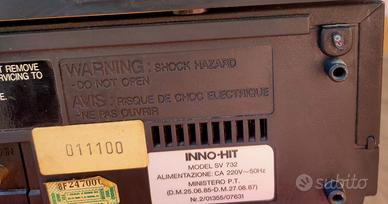 T REMOVE
SERVICING TO
WARNING: SHOCK HAZARD
-DO NOT OPEN
AVIS: RISQUE DE CHOC ELECTRIQUE
-NE PAS OUVRIR
011100
8F247001
INNO-HIT
MODEL SV 732
ALIMENTAZIONE: CA 220V~50Hz
MINISTERO P.T.
(D.M.25.06.85-D.M.27.08.87)
Nr.2/01355/07631
subito